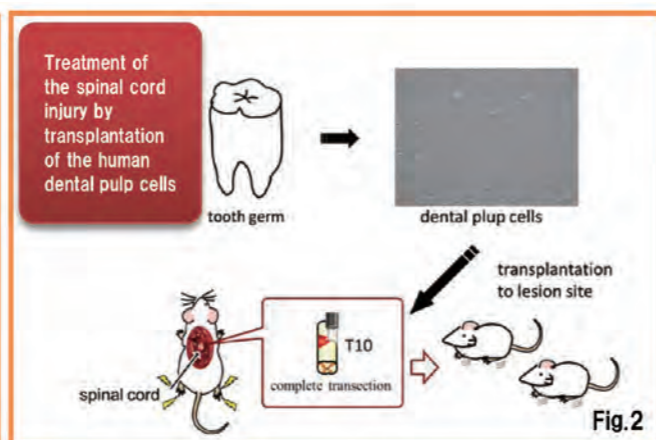 Treatment of
the spinal cord
injury by
transplantation
of the human
dental pulp cells
tooth germ
dental plup cells
transplantation
to lesion site
T10
complete transection
spinal cord
Fig.2